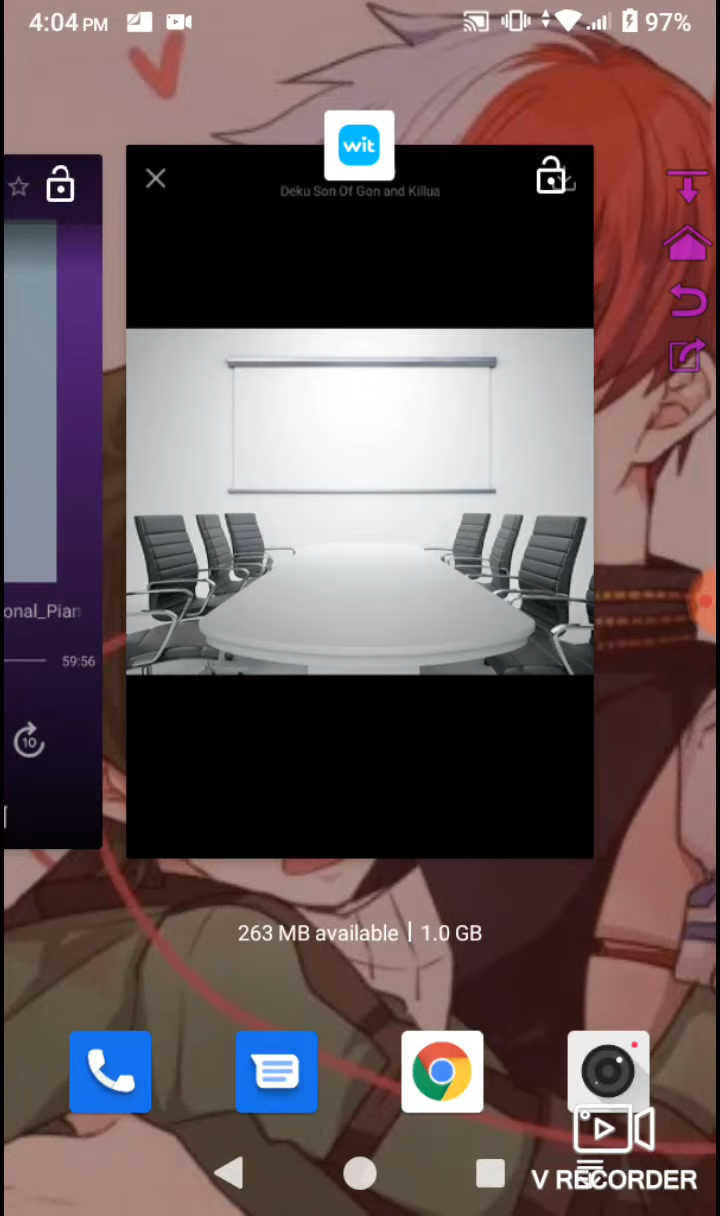 4:04 PM
97%
wit
Deku Son Of Gon and Killua
onal_Pian
59:56
10
263 MB available | 1.0 GB
V RECORDER